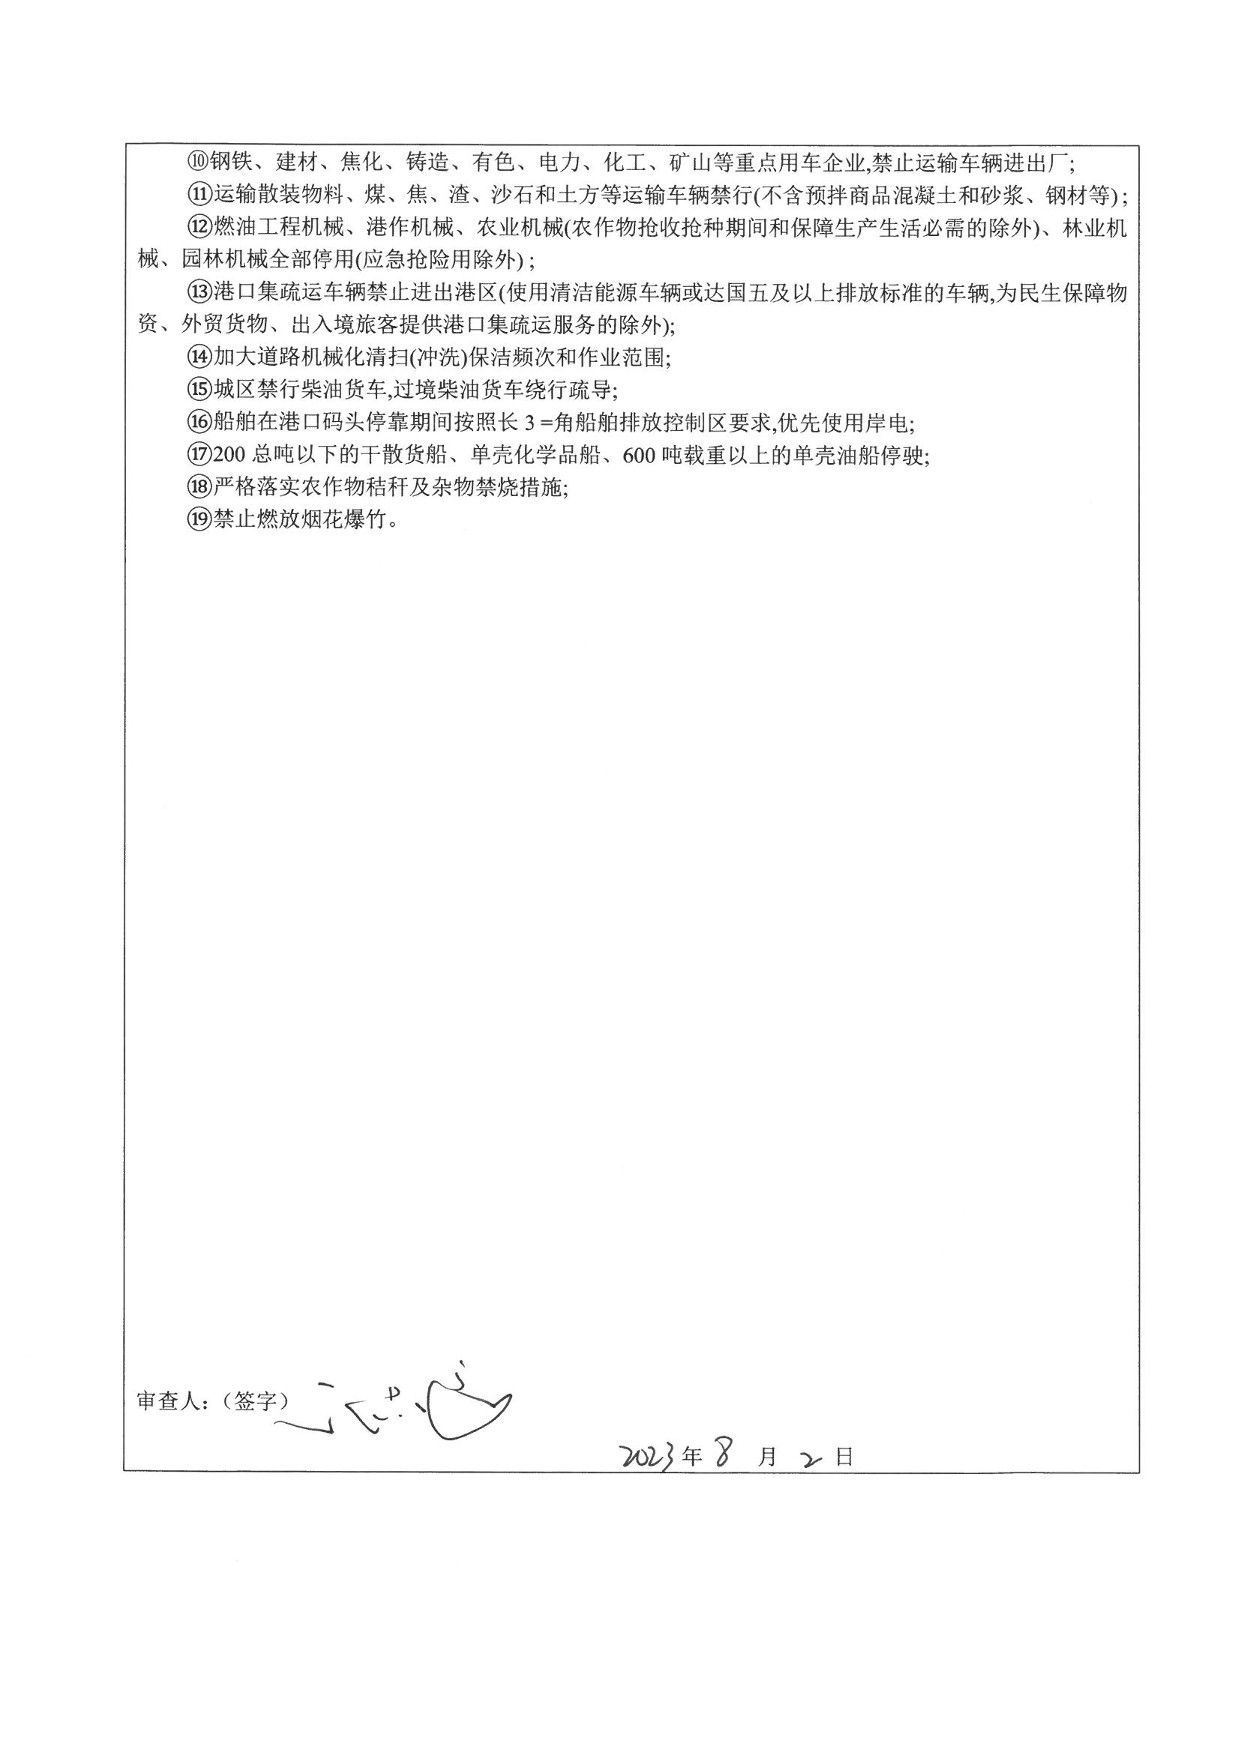 ⑩钢铁、建材、焦化、铸造、有色、电力、化工、矿山等重点用车企业,禁止运输车辆进出厂;
⑪运输散装物料、煤、焦、渣、沙石和土方等运输车辆禁行(不含预拌商品混凝土和砂浆、钢材等);
⑫燃油工程机械、港作机械、农业机械(农作物抢收抢种期间和保障生产生活必需的除外)、林业机
械、园林机械全部停用(应急抢险用除外);
⑬港口集疏运车辆禁止进出港区(使用清洁能源车辆或达国五及以上排放标准的车辆,为民生保障物
资、外贸货物、出入境旅客提供港口集疏运服务的除外);
⑭加大道路机械化清扫(冲洗)保洁频次和作业范围;
⑮城区禁行柴油货车,过境柴油货车绕行疏导;
⑯船舶在港口码头停靠期间按照长 3 =角船舶排放控制区要求,优先使用岸电;
⑰200 总吨以下的干散货船、单壳化学品船、600 吨载重以上的单壳油船停驶;
⑱严格落实农作物秸秆及杂物禁烧措施;
⑲禁止燃放烟花爆竹。
审查人:（签字）
2023年 8 月 2 日